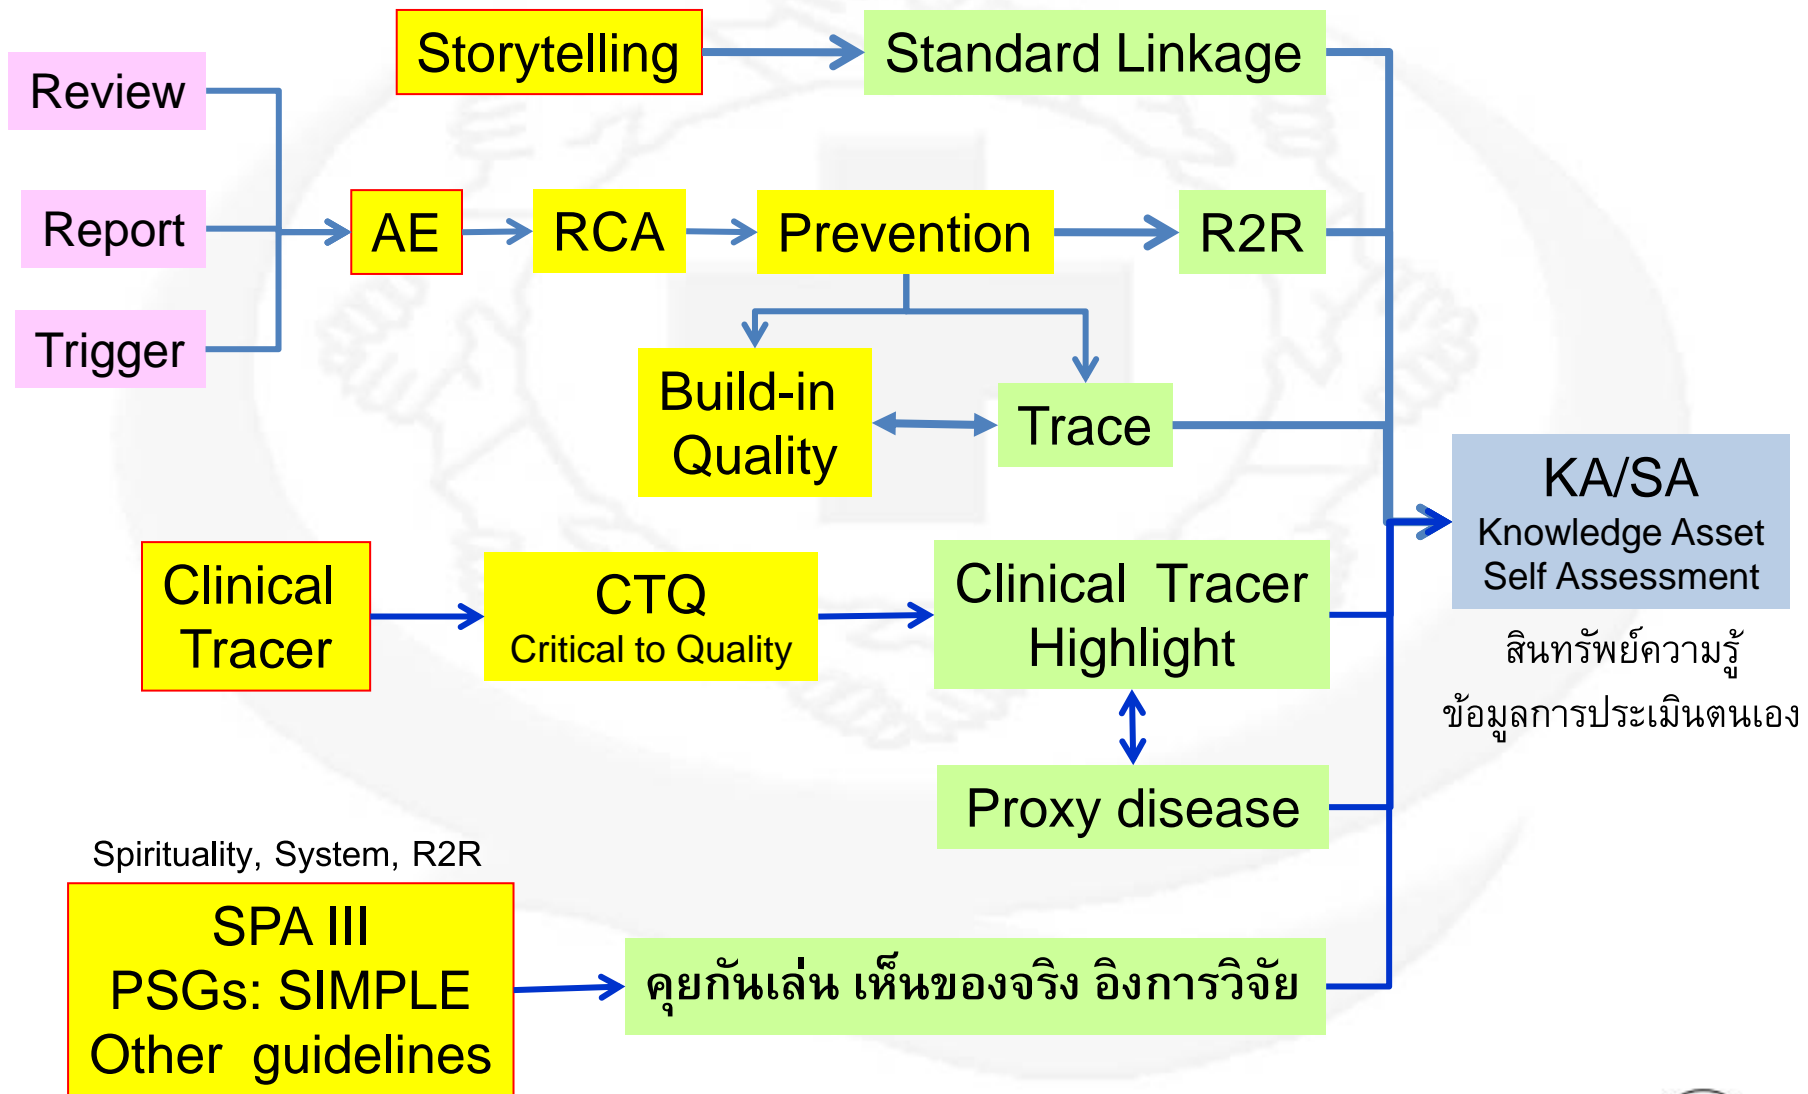 Storytelling
Standard Linkage
Review
Report
Trigger
AE
RCA
Prevention
R2R
Build-in
Quality
Trace
KA/SA
Knowledge Asset
Self Assessment
สินทรัพย์ความรู้
ข้อมูลการประเมินตนเอง
Clinical
Tracer
CTQ
Critical to Quality
Clinical Tracer
Highlight
Proxy disease
Spirituality, System, R2R
SPA III
PSGs: SIMPLE
Other guidelines
คุยกันเล่น เห็นของจริง อิงการวิจัย